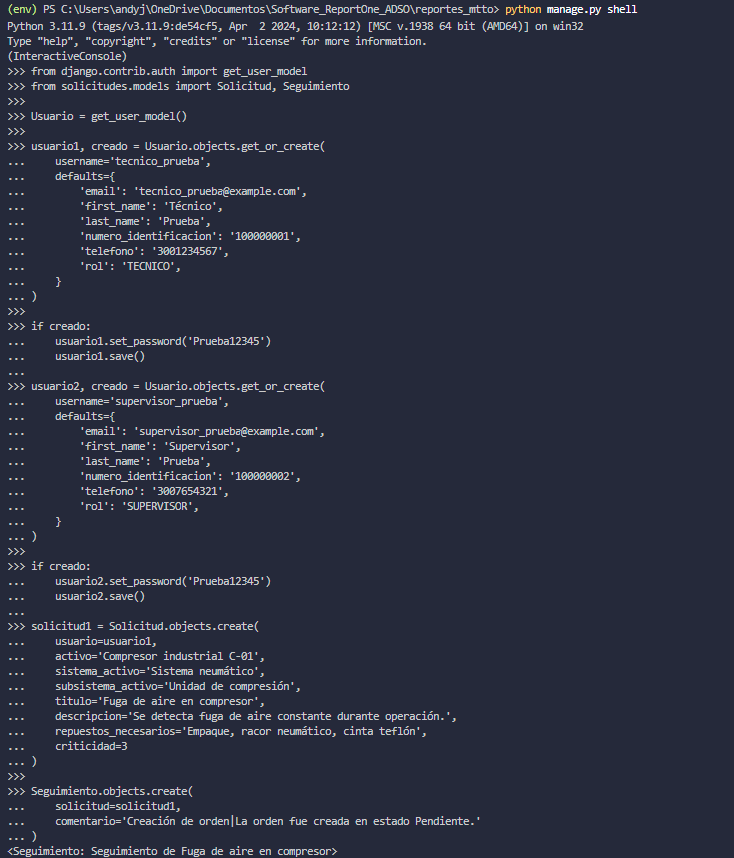 (env) PS C:\Users\andyj\OneDrive\Documentos\Software_ReportOne_ADSO\reportes_mtto> python manage.py shell
Python 3.11.9 (tags/v3.11.9:de54cf5, Apr  2 2024, 10:12:12) [MSC v.1938 64 bit (AMD64)] on win32
Type "help", "copyright", "credits" or "license" for more information.
(InteractiveConsole)
>>> from django.contrib.auth import get_user_model
>>> from solicitudes.models import Solicitud, Seguimiento
>>>
>>> Usuario = get_user_model()
>>>
>>> usuario1, creado = Usuario.objects.get_or_create(
...     username='tecnico_prueba',
...     defaults={
...         'email': 'tecnico_prueba@example.com',
...         'first_name': 'Técnico',
...         'last_name': 'Prueba',
...         'numero_identificacion': '100000001',
...         'telefono': '3001234567',
...         'rol': 'TECNICO',
...     }
... )
>>>
>>> if creado:
...     usuario1.set_password('Prueba12345')
...     usuario1.save()
...
>>> usuario2, creado = Usuario.objects.get_or_create(
...     username='supervisor_prueba',
...     defaults={
...         'email': 'supervisor_prueba@example.com',
...         'first_name': 'Supervisor',
...         'last_name': 'Prueba',
...         'numero_identificacion': '100000002',
...         'telefono': '3007654321',
...         'rol': 'SUPERVISOR',
...     }
... )
>>>
>>> if creado:
...     usuario2.set_password('Prueba12345')
...     usuario2.save()
...
>>> solicitud1 = Solicitud.objects.create(
...     usuario=usuario1,
...     activo='Compresor industrial C-01',
...     sistema_activo='Sistema neumático',
...     subsistema_activo='Unidad de compresión',
...     titulo='Fuga de aire en compresor',
...     descripcion='Se detecta fuga de aire constante durante operación.',
...     repuestos_necesarios='Empaque, racor neumático, cinta teflón',
...     criticidad=3
... )
>>>
>>> Seguimiento.objects.create(
...     solicitud=solicitud1,
...     comentario='Creación de orden|La orden fue creada en estado Pendiente.'
... )
<Seguimiento: Seguimiento de Fuga de aire en compresor>